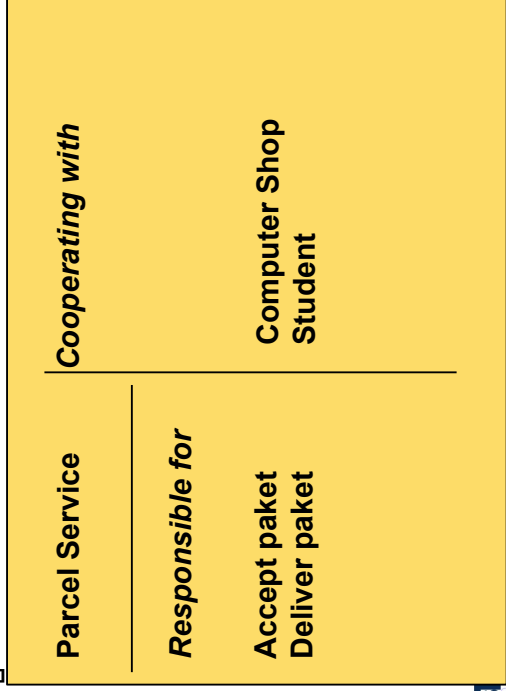 Parcel Service
Cooperating with
Responsible for
Accept paket
Deliver paket
Computer Shop
Student